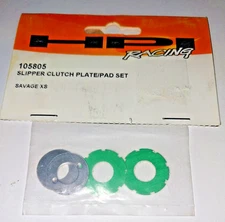 HPI
RACING
105805
SLIPPER CLUTCH PLATE/PAD SET
SAVAGE XS